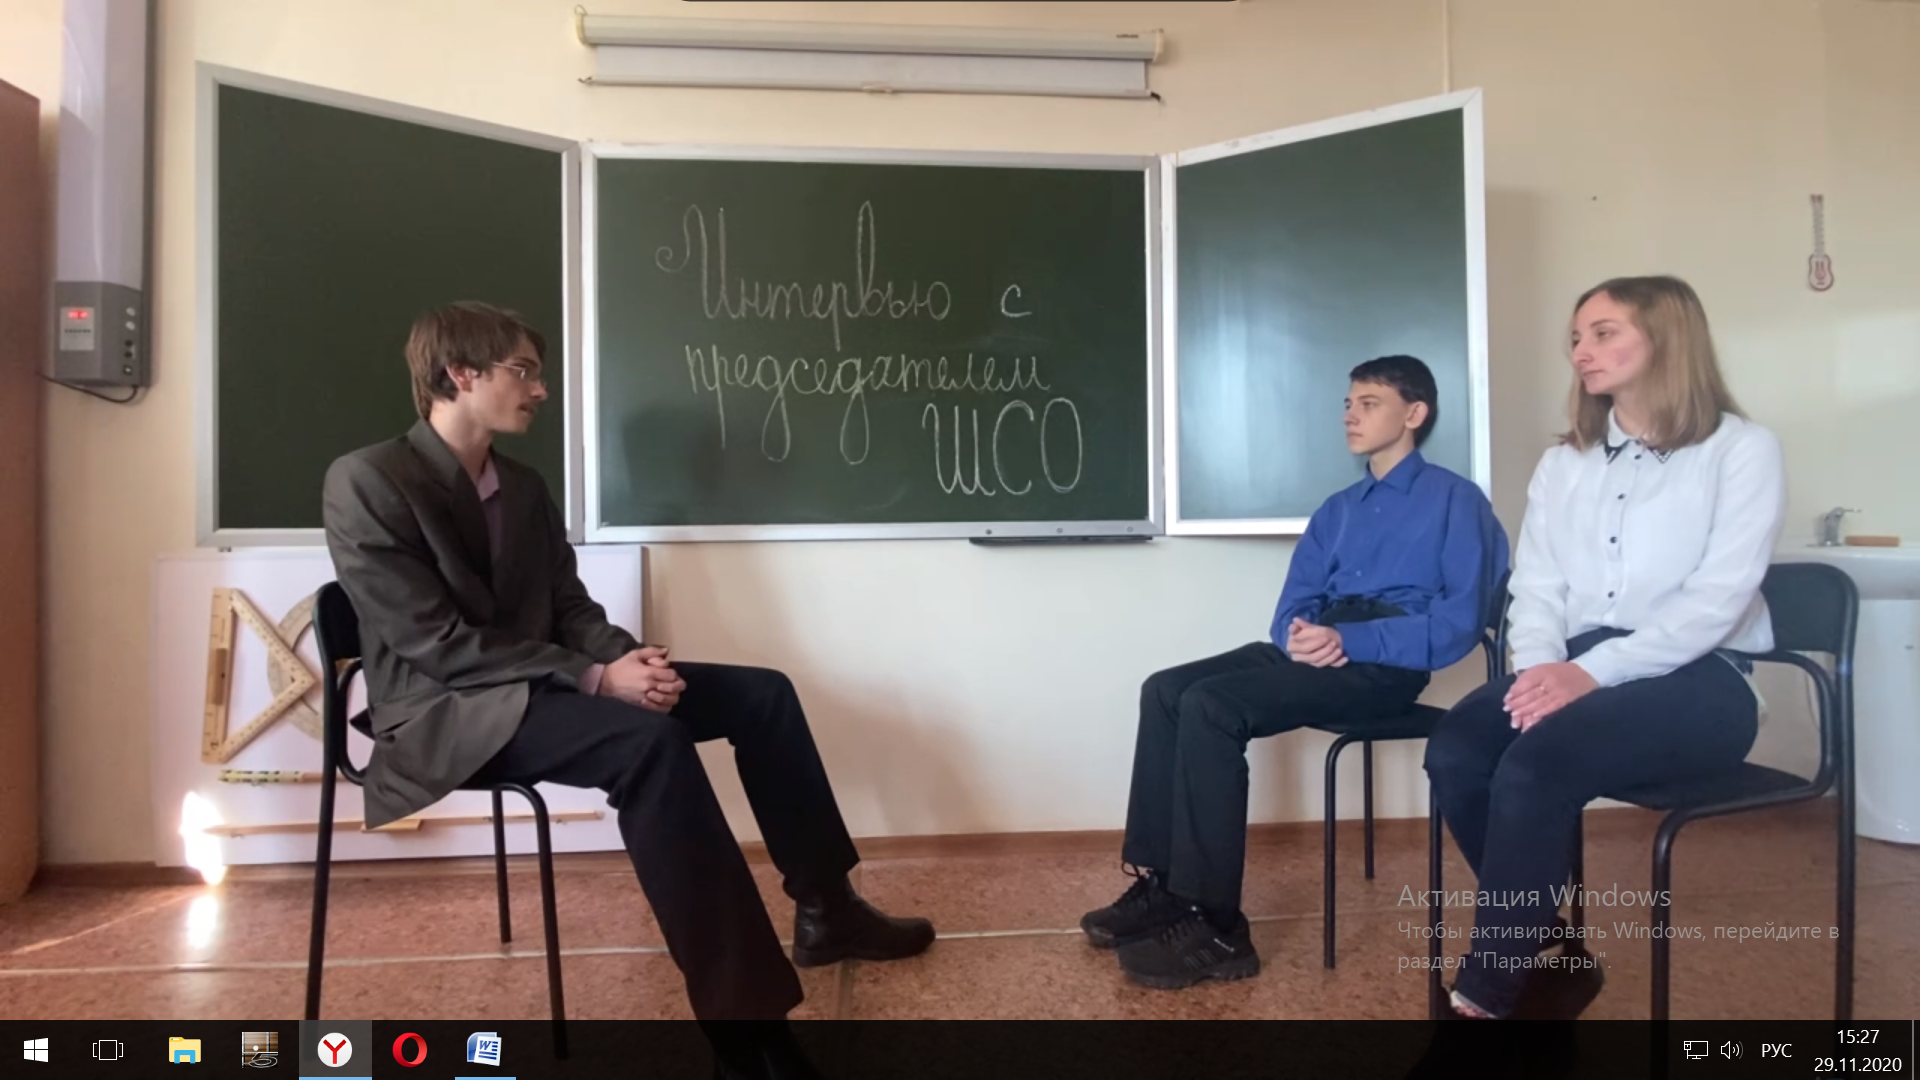 Интервью с
председателем
ШСО
Активация Windows
Чтобы активировать Windows, перейдите в
раздел "Параметры".
РУС
15:27
29.11.2020